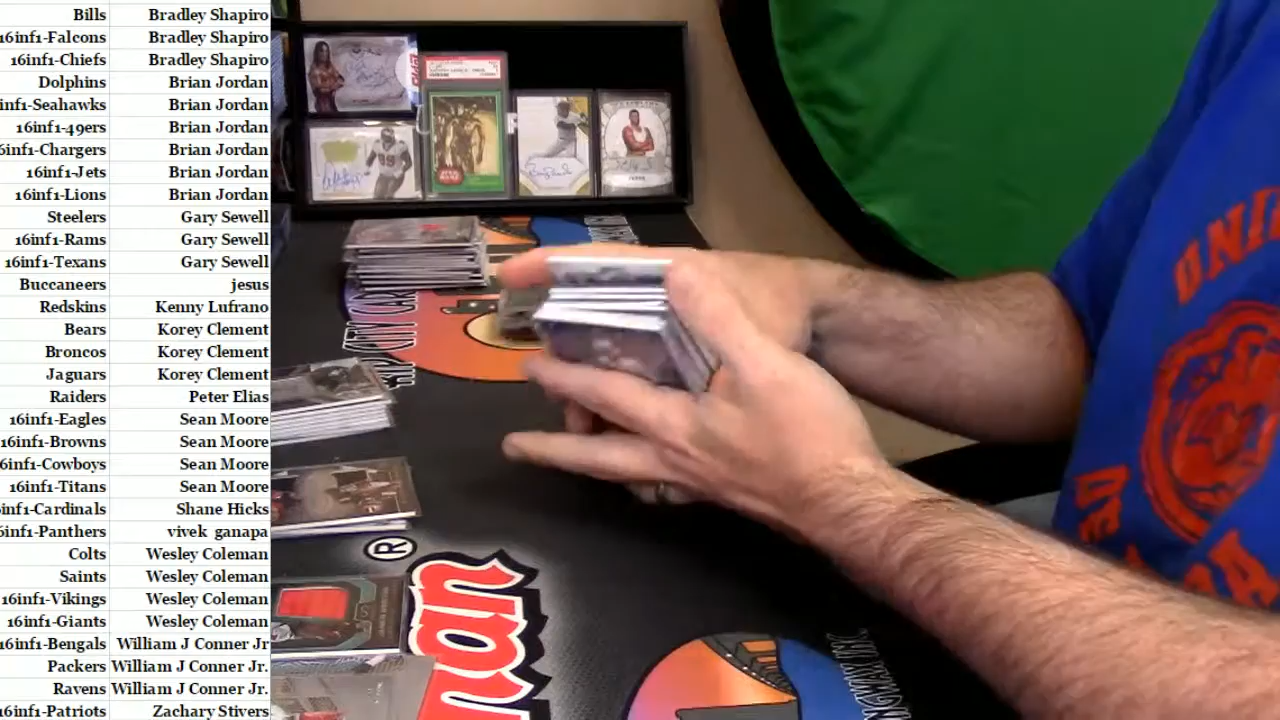 Bills Bradley Shapiro
16inf1-Falcons Bradley Shapiro
16inf1-Chiefs Bradley Shapiro
Dolphins Brian Jordan
inf1-Seahawks Brian Jordan
16inf1-49ers Brian Jordan
6inf1-Chargers Brian Jordan
16inf1-Jets Brian Jordan
16inf1-Lions Brian Jordan
Steelers Gary Sewell
16inf1-Rams Gary Sewell
16inf1-Texans Gary Sewell
Buccaneers jesus
Redskins Kenny Lufrano
Bears Korey Clement
Broncos Korey Clement
Jaguars Korey Clement
Raiders Peter Elias
16inf1-Eagles Sean Moore
16inf1-Browns Sean Moore
6inf1-Cowboys Sean Moore
16inf1-Titans Sean Moore
inf1-Cardinals Shane Hicks
6inf1-Panthers vivek ganapa
Colts Wesley Coleman
Saints Wesley Coleman
16inf1-Vikings Wesley Coleman
16inf1-Giants Wesley Coleman
16inf1-Bengals William J Conner Jr
Packers William J Conner Jr.
Ravens William J Conner Jr.
16inf1-Patriots Zachary Stivers
®